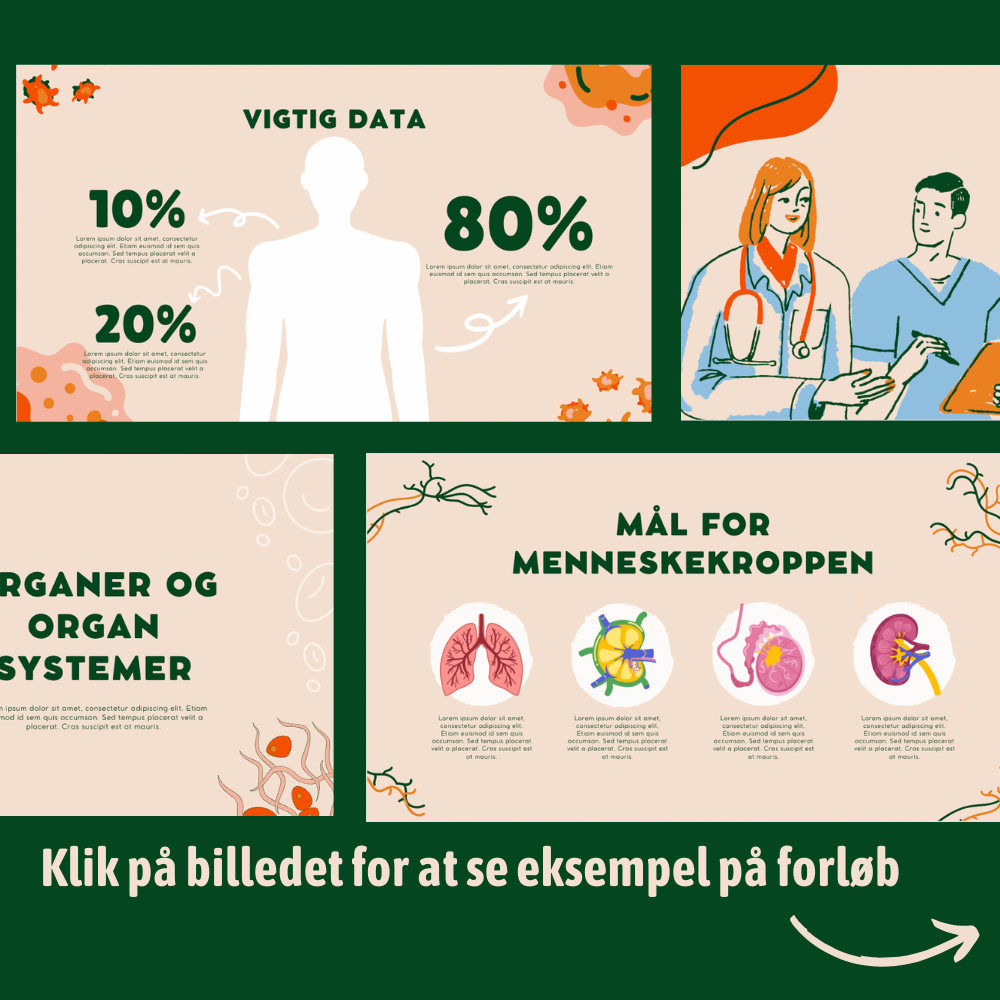 VIGTIG DATA
10%
Lorem ipsum dolor sit amet, consectetur
adipiscing elit. Etiam euismod id sem quis
accumsan. Sed tempus placerat velit a
placerat. Cras suscipit est at mauris.
20%
Lorem ipsum dolor sit amet, consectetur
adipiscing elit. Etiam euismod id sem quis
accumsan. Sed tempus placerat velit a
placerat. Cras suscipit est at mauris.
80%
Lorem ipsum dolor sit amet, consectetur adipiscing elit. Etiam
euismod id sem quis accumsan. Sed tempus placerat velit a
placerat. Cras suscipit est at mauris.
RGANER OG
ORGAN
SYSTEMER
ipsum dolor sit amet, consectetur adipiscing elit. Etiam
mod id sem quis accumsan. Sed tempus placerat velit a
placerat. Cras suscipit est at mauris.
MÅL FOR
MENNESKEKROPPEN
Lorem ipsum dolor sit amet,
consectetur adipiscing elit.
Etiam euismod id sem quis
accumsan. Sed tempus placerat
velit a placerat. Cras suscipit est
at mauris.
Lorem ipsum dolor sit amet,
consectetur adipiscing elit.
Etiam euismod id sem quis
accumsan. Sed tempus placerat
velit a placerat. Cras suscipit est
at mauris.
Lorem ipsum dolor sit amet,
consectetur adipiscing elit.
Etiam euismod id sem quis
accumsan. Sed tempus placerat
velit a placerat. Cras suscipit est
at mauris.
Lorem ipsum dolor sit amet,
consectetur adipiscing elit.
Etiam euismod id sem quis
accumsan. Sed tempus placerat
velit a placerat. Cras suscipit est
at mauris.
Klik på billedet for at se eksempel på forløb